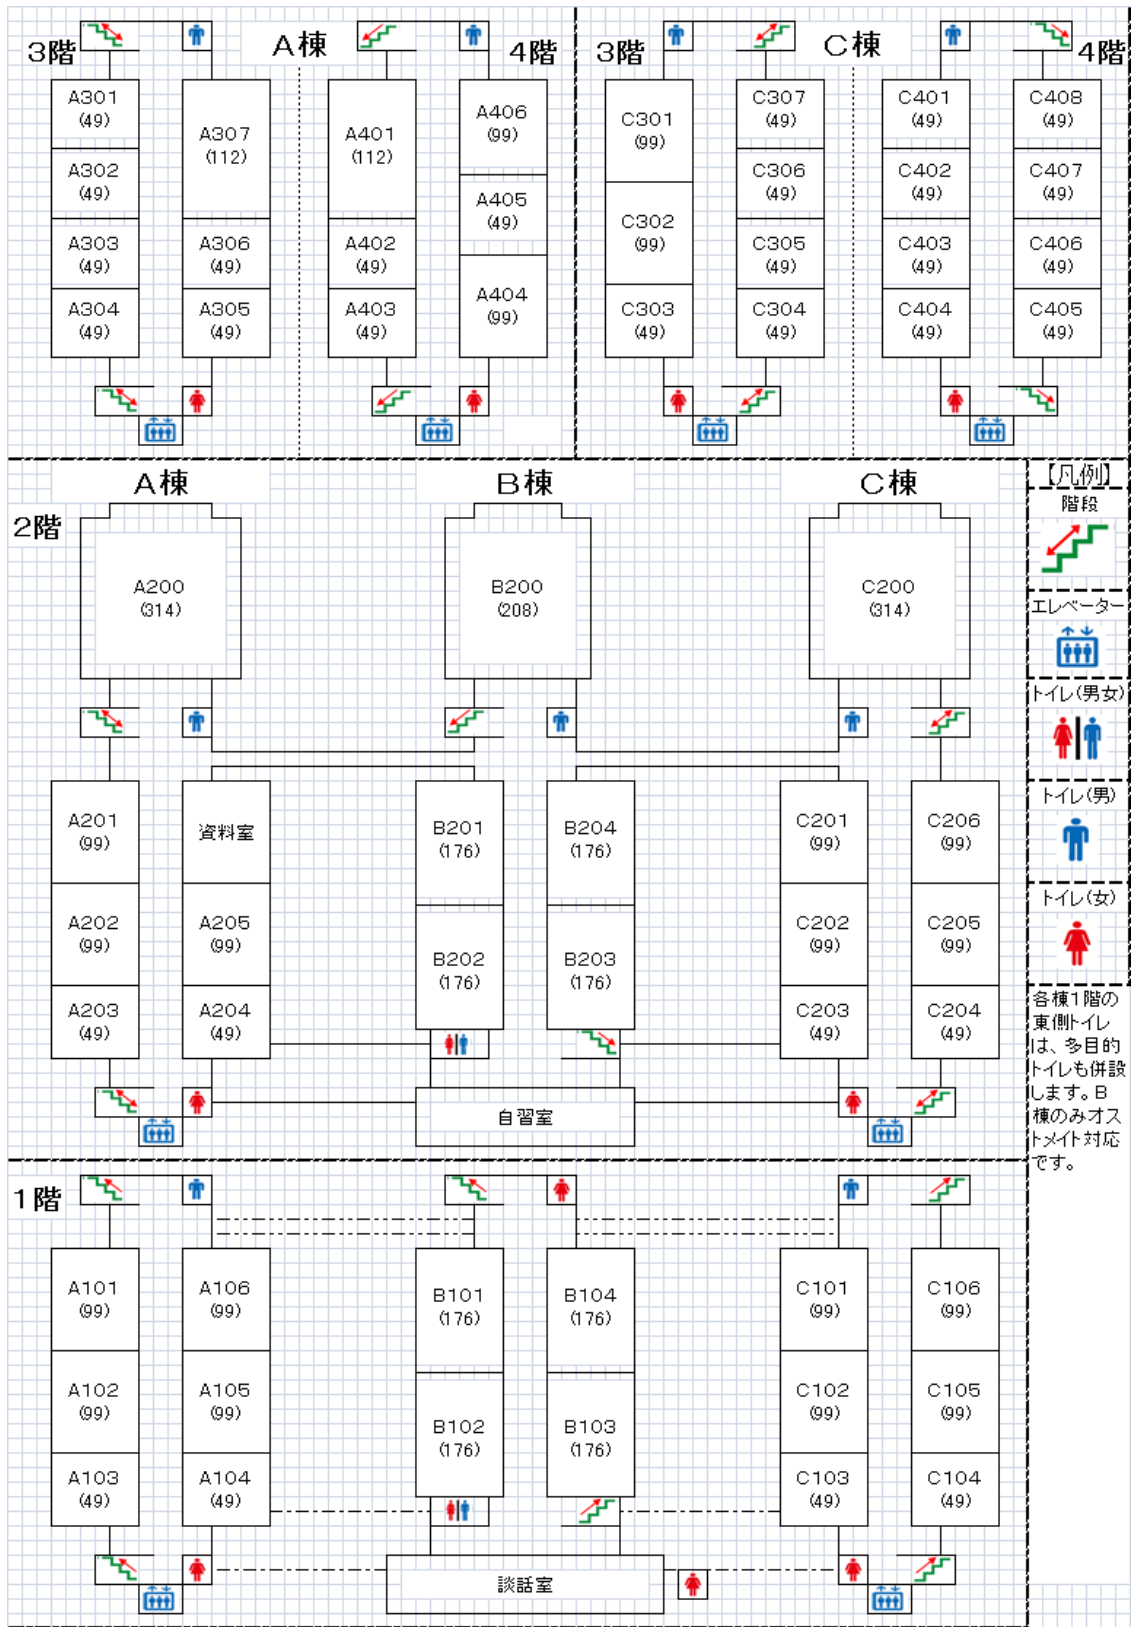 3階
A棟
4階
A301
(49)
A302
(49)
A303
(49)
A304
(49)
A307
(112)
A306
(49)
A305
(49)
A401
(112)
A402
(49)
A403
(49)
A406
(99)
A405
(49)
A404
(99)
3階
C棟
4階
C301
(99)
C302
(99)
C303
(49)
C307
(49)
C306
(49)
C305
(49)
C304
(49)
C401
(49)
C402
(49)
C403
(49)
C404
(49)
C408
(49)
C407
(49)
C406
(49)
C405
(49)
2階
A棟
B棟
C棟
A200
(314)
B200
(208)
C200
(314)
A201
(99)
A202
(99)
A203
(49)
資料室
A205
(99)
A204
(49)
B201
(176)
B202
(176)
B204
(176)
B203
(176)
自習室
C201
(99)
C202
(99)
C203
(49)
C206
(99)
C205
(99)
C204
(49)
【凡例】
階段
エレベーター
トイレ(男女)
トイレ(男)
トイレ(女)
各棟1階の
東側トイレ
は、多目的
トイレも併設
します。B
棟のみオス
トメイト対応
です。
1階
A101
(99)
A102
(99)
A103
(49)
A106
(99)
A105
(99)
A104
(49)
B101
(176)
B102
(176)
B104
(176)
B103
(176)
談話室
C101
(99)
C102
(99)
C103
(49)
C106
(99)
C105
(99)
C104
(49)